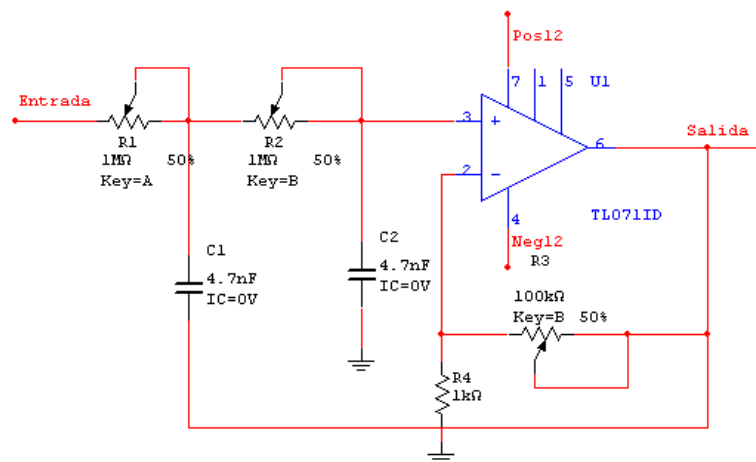 Pos12
7 1 5 U1
Entrada
R1
1MΩ 50%
Key=A
R2
1MΩ 50%
Key=B
3 +
2 −
6
Salida
4
TL071ID
Neg12
R3
C1
4.7nF
IC=0V
C2
4.7nF
IC=0V
100kΩ
Key=B 50%
R4
1kΩ